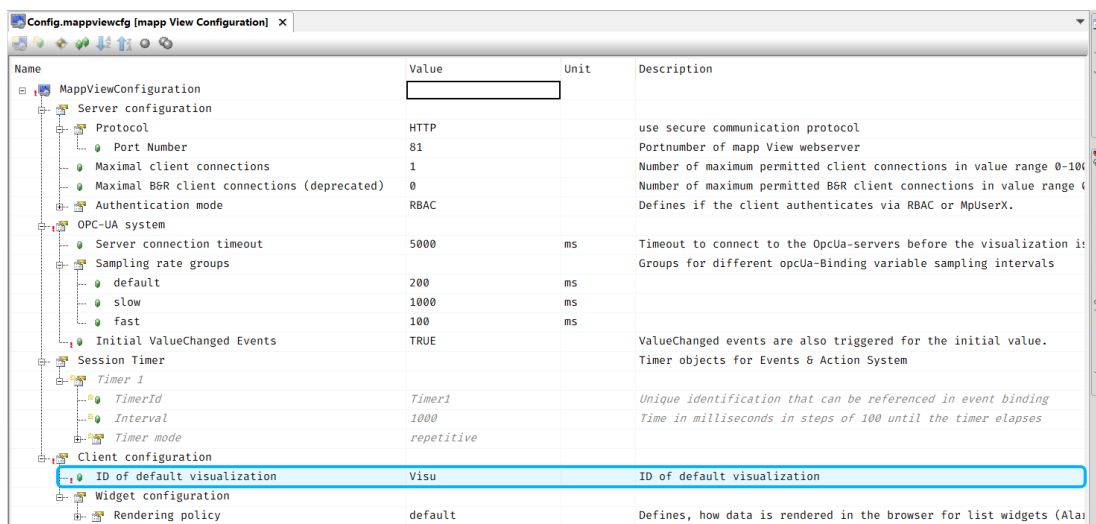 Config.mappviewcfg [mapp View Configuration] ×
Name Value Unit Description
MappViewConfiguration
Server configuration
Protocol HTTP use secure communication protocol
Port Number 81 Portnumber of mapp View webserver
Maximal client connections 1 Number of maximum permitted client connections in value range 0-100
Maximal B&R client connections (deprecated) 0 Number of maximum permitted B&R client connections in value range
Authentication mode RBAC Defines if the client authenticates via RBAC or MpUserX.
OPC-UA system
Server connection timeout 5000 ms Timeout to connect to the OpcUa-servers before the visualization is
Sampling rate groups Groups for different opcUa-Binding variable sampling intervals
default 200 ms
slow 1000 ms
fast 100 ms
Initial ValueChanged Events TRUE ValueChanged events are also triggered for the initial value.
Session Timer Timer objects for Events & Action System
Timer 1
TimerId Timer1 Unique identification that can be referenced in event binding
Interval 1000 Time in milliseconds in steps of 100 until the timer elapses
Timer mode repetitive
Client configuration
ID of default visualization Visu ID of default visualization
Widget configuration
Rendering policy default Defines, how data is rendered in the browser for list widgets (Ala